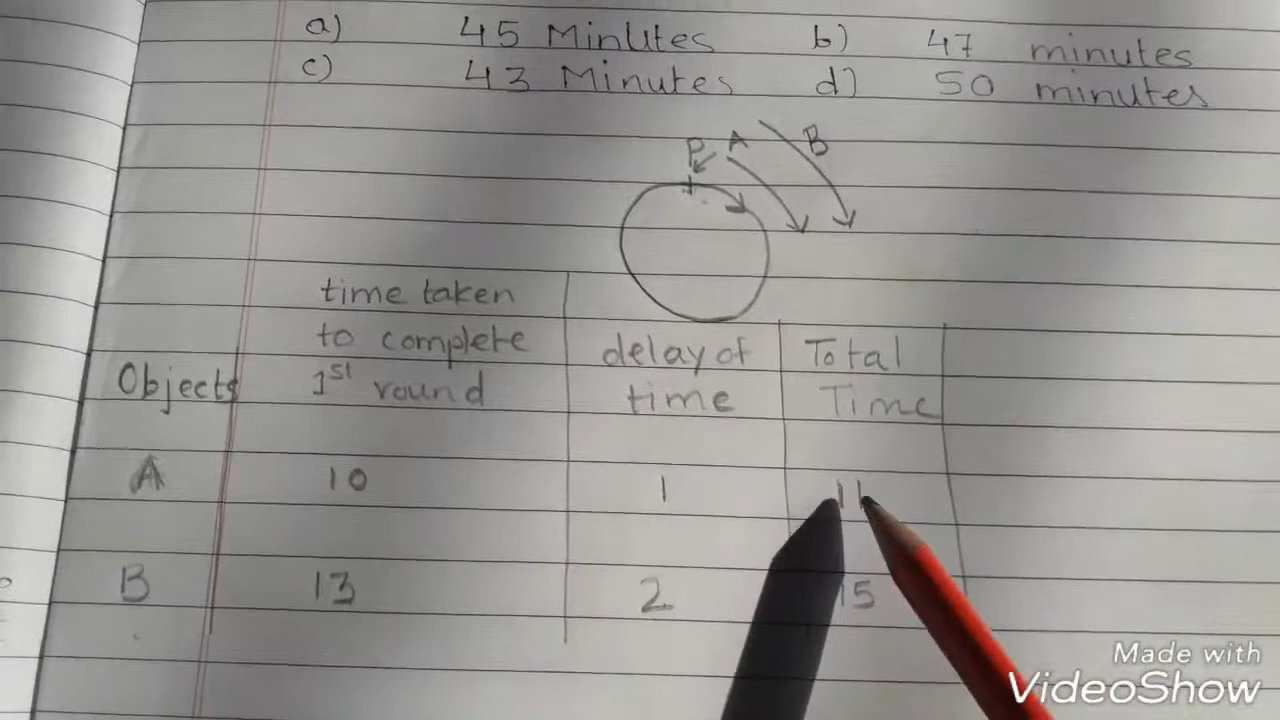 a) 45 Minutes b) 47 minutes
c) 43 Minutes d) 50 minutes
P A B
time taken
to complete delay of Total
Objects 1st round time Time
A 10 1 11
B 13 2 15
Made with
VideoShow